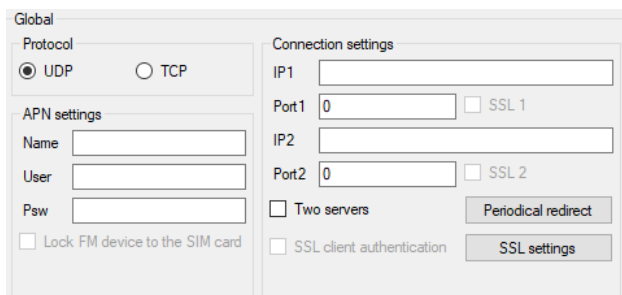 Global
Protocol
UDP
TCP
APN settings
Name
User
Psw
Lock FM device to the SIM card
Connection settings
IP1
Port1 0
SSL 1
IP2
Port2 0
SSL 2
Two servers
Periodical redirect
SSL client authentication
SSL settings